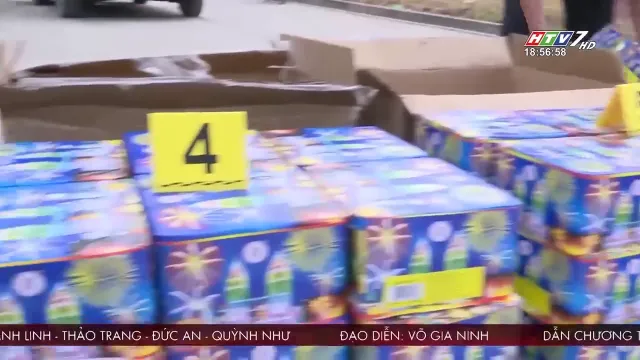 HTV7 HD
18:56:58
4
ANH LINH - THẢO TRANG - ĐỨC AN - QUỲNH NHƯ ĐẠO DIỄN: VÕ GIA NINH DẪN CHƯƠNG T